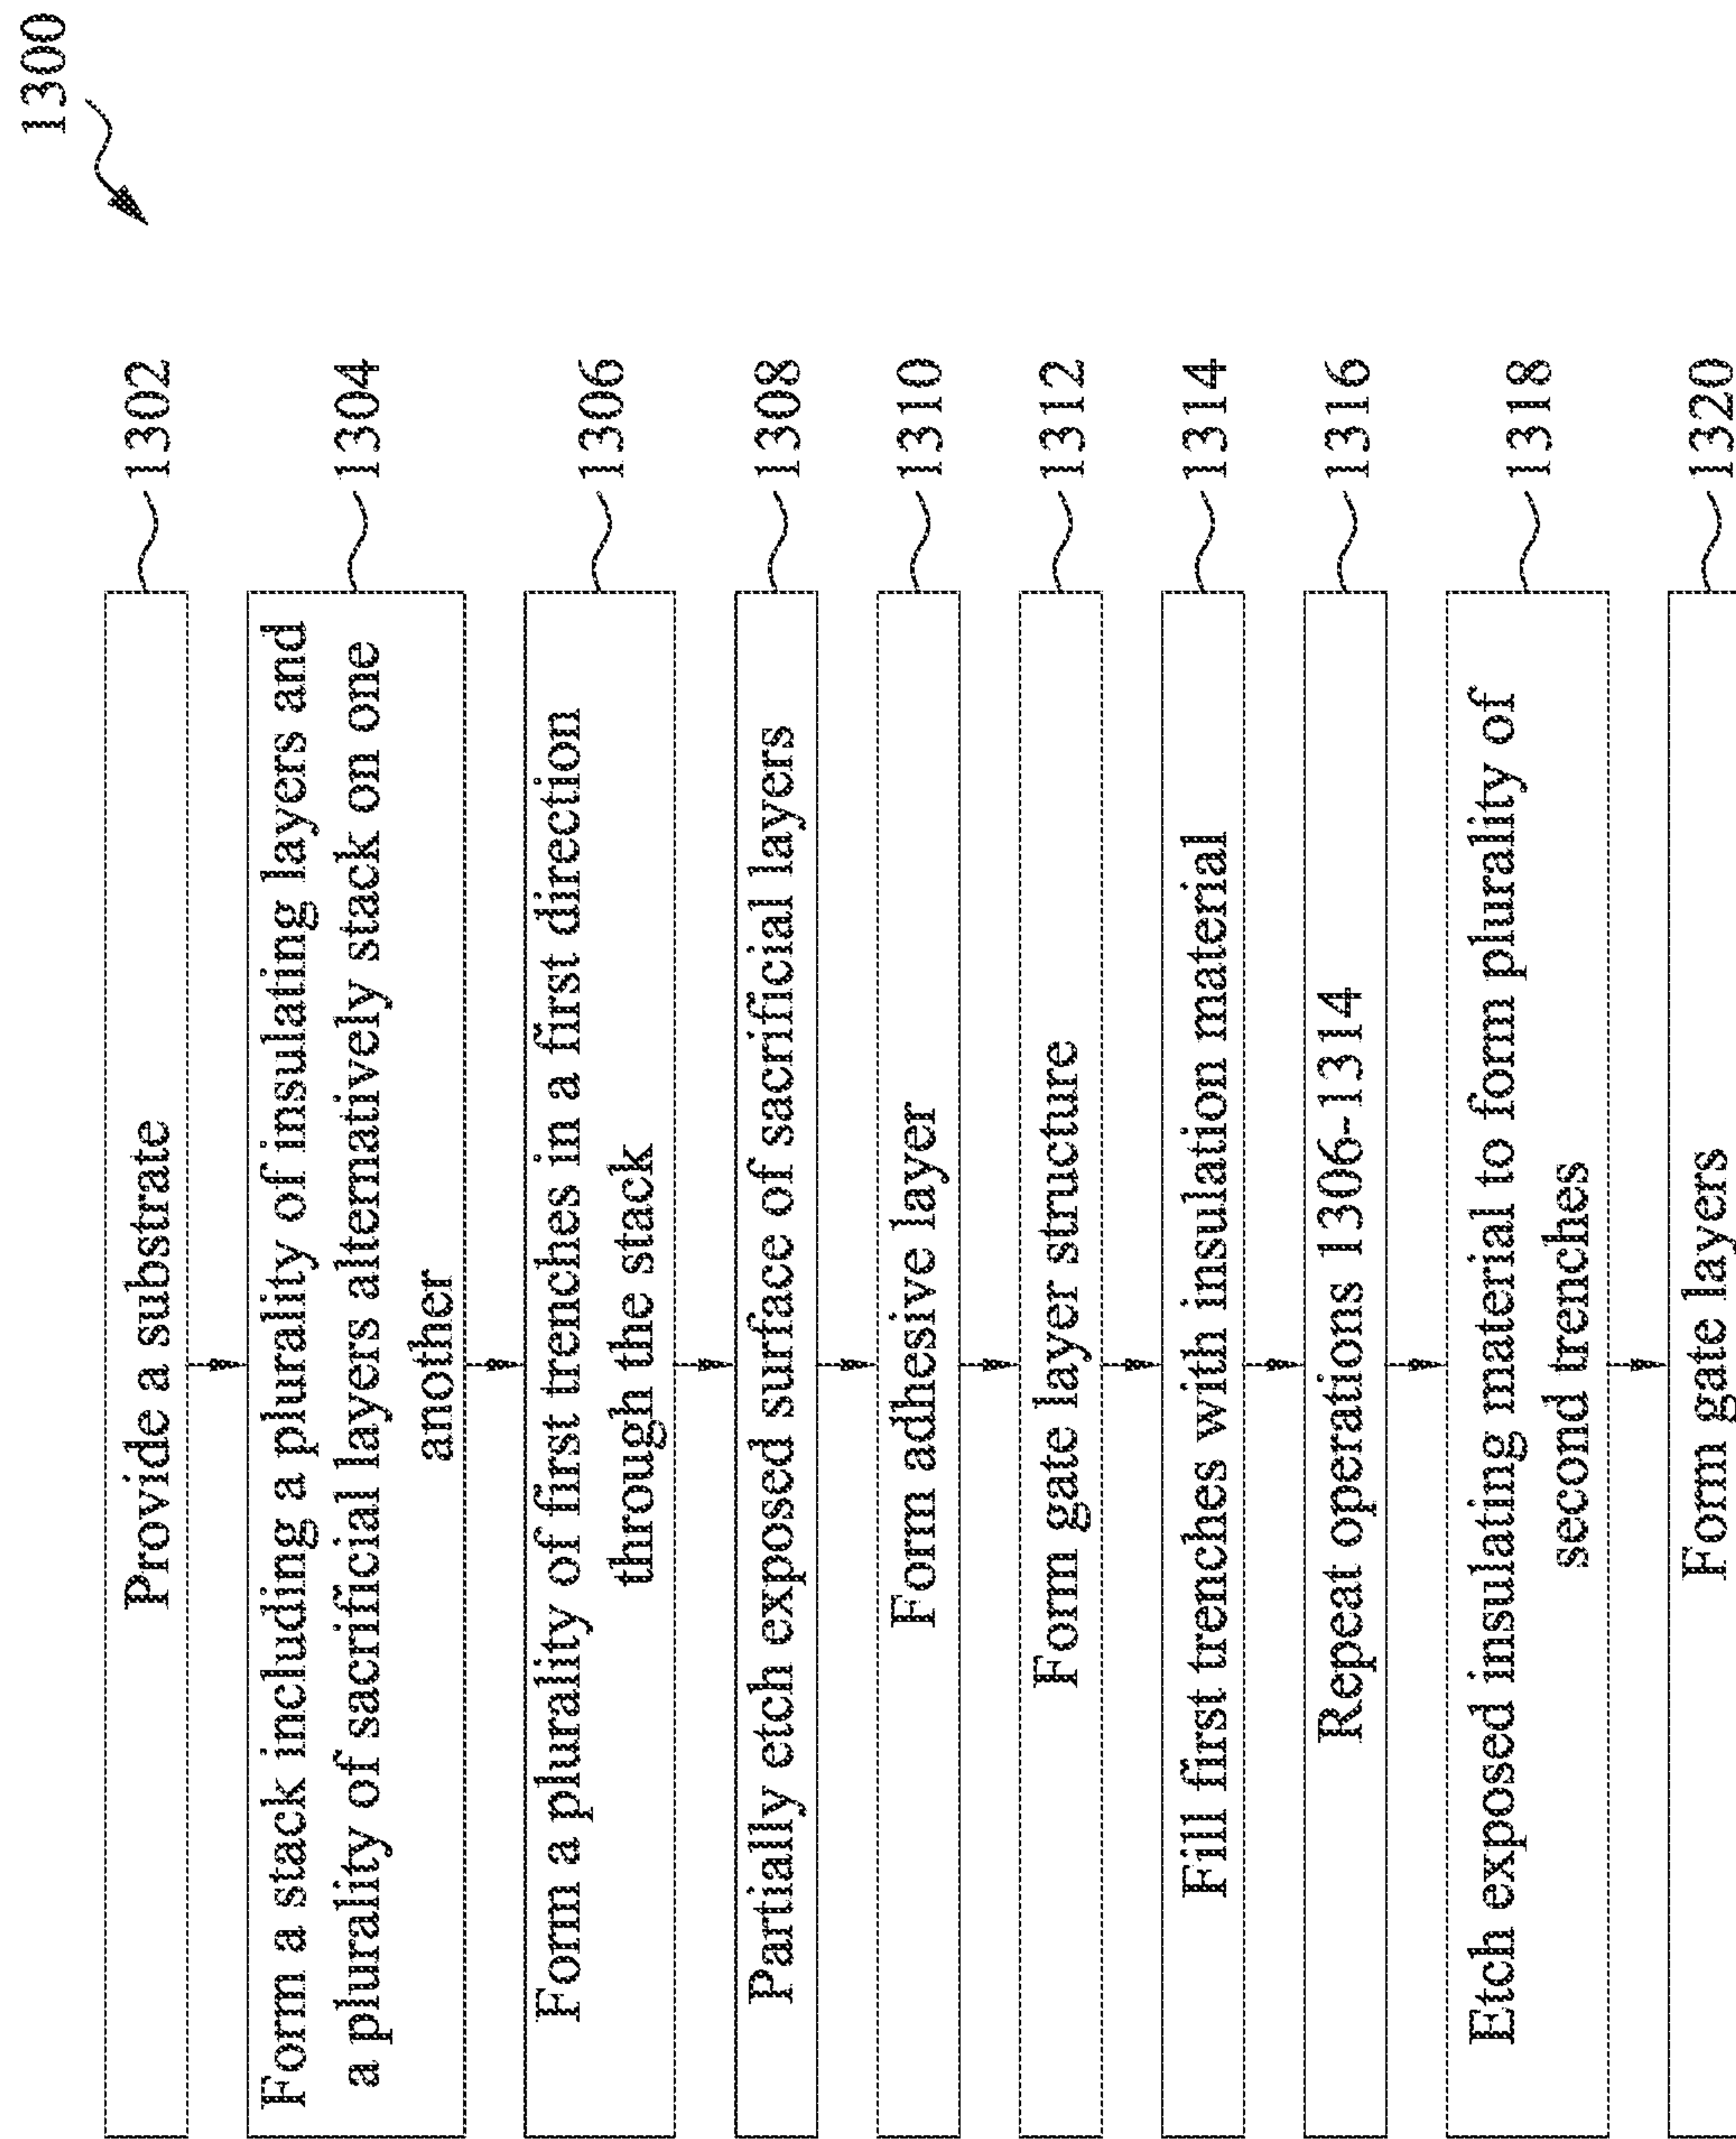 1300
Provide a substrate
1302
Form a stack including a plurality of insulating layers and
a plurality of sacrificial layers alternatively stack on one
another
1304
Form a plurality of first trenches in a first direction
through the stack
1306
Partially etch exposed surface of sacrificial layers
1308
Form adhesive layer
1310
Form gate layer structure
1312
Fill first trenches with insulation material
1314
Repeat operations 1306-1314
1316
Etch exposed insulating material to form plurality of
second trenches
1318
Form gate layers
1320